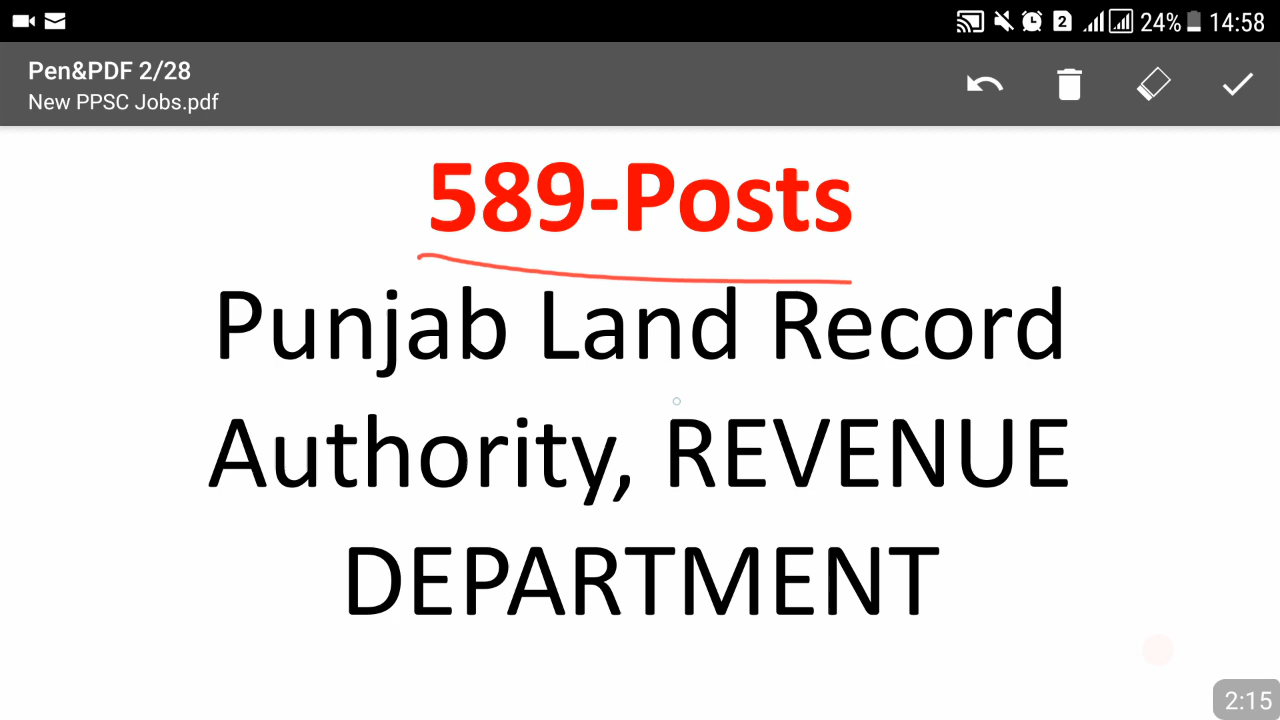 2 24% 14:58
Pen&PDF 2/28
New PPSC Jobs.pdf
589-Posts
Punjab Land Record
Authority, REVENUE
DEPARTMENT
2:15